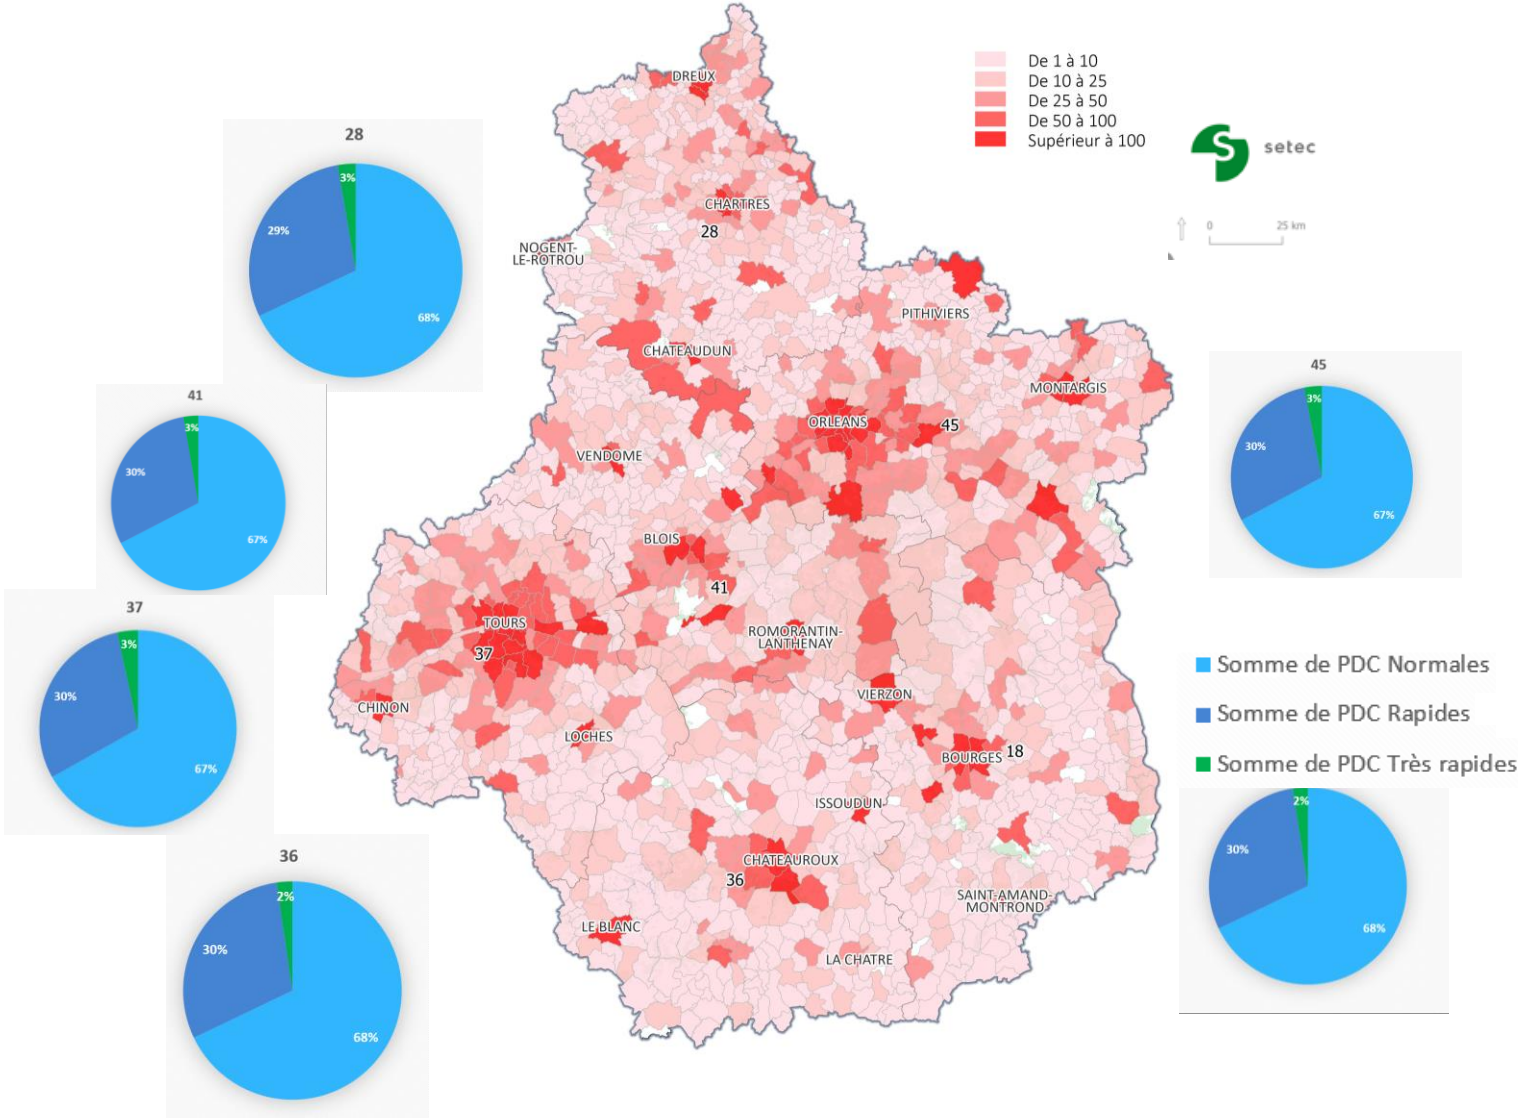 De 1 à 10
De 10 à 25
De 25 à 50
De 50 à 100
Supérieur à 100
setec
0 25 km
28
3%
29%
68%
41
3%
30%
67%
37
3%
30%
67%
36
2%
30%
68%
DREUX
CHARTRES
28
NOGENT-
LE-ROTROU
PITHIVIERS
CHATEAUDUN
MONTARGIS
ORLEANS
45
VENDOME
BLOIS
41
TOURS
37
ROMORANTIN-
LANTHENAY
CHINON
VIERZON
LOCHES
BOURGES
18
ISSOUDUN
CHATEAUROUX
36
SAINT-AMAND-
MONTROND
LE BLANC
LA CHATRE
45
3%
30%
67%
Somme de PDC Normales
Somme de PDC Rapides
Somme de PDC Très rapides
2%
30%
68%